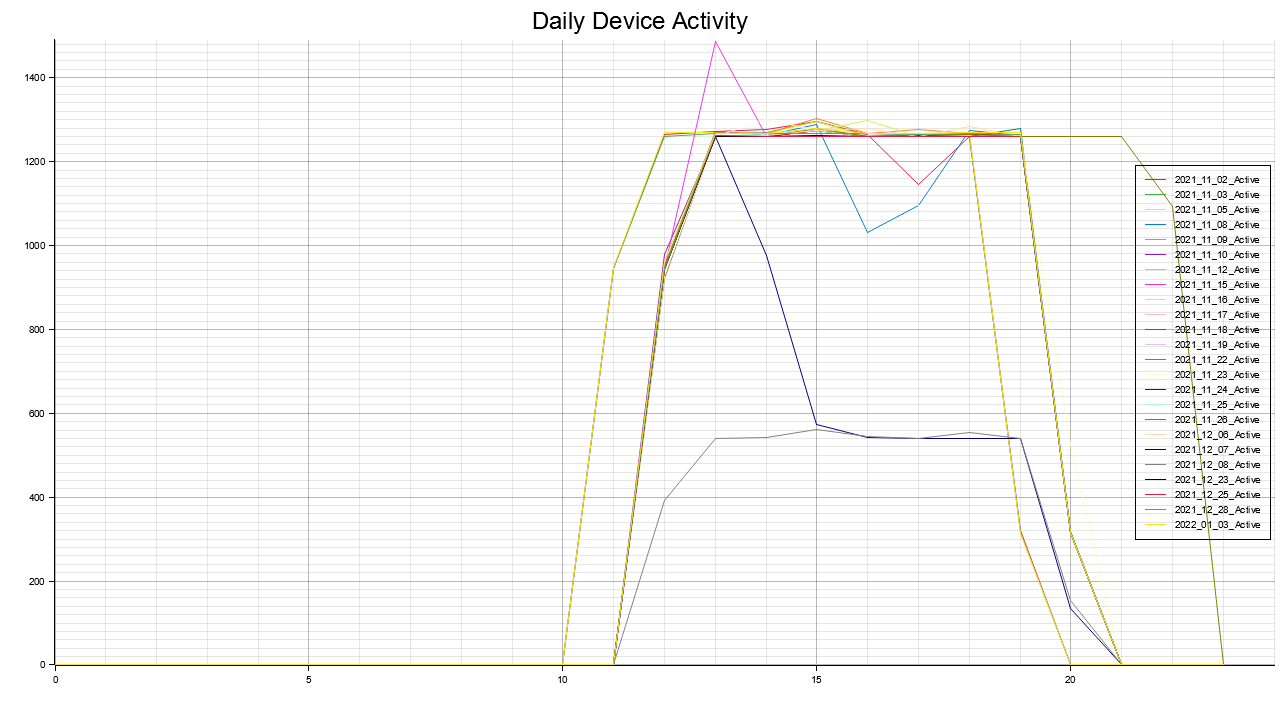 Daily Device Activity
1400
1200
1000
800
600
400
200
0
0 5 10 15 20
2021_11_02_Active
2021_11_03_Active
2021_11_05_Active
2021_11_08_Active
2021_11_09_Active
2021_11_10_Active
2021_11_12_Active
2021_11_15_Active
2021_11_16_Active
2021_11_17_Active
2021_11_18_Active
2021_11_19_Active
2021_11_22_Active
2021_11_23_Active
2021_11_24_Active
2021_11_25_Active
2021_11_26_Active
2021_12_06_Active
2021_12_07_Active
2021_12_08_Active
2021_12_23_Active
2021_12_25_Active
2021_12_28_Active
2022_01_03_Active